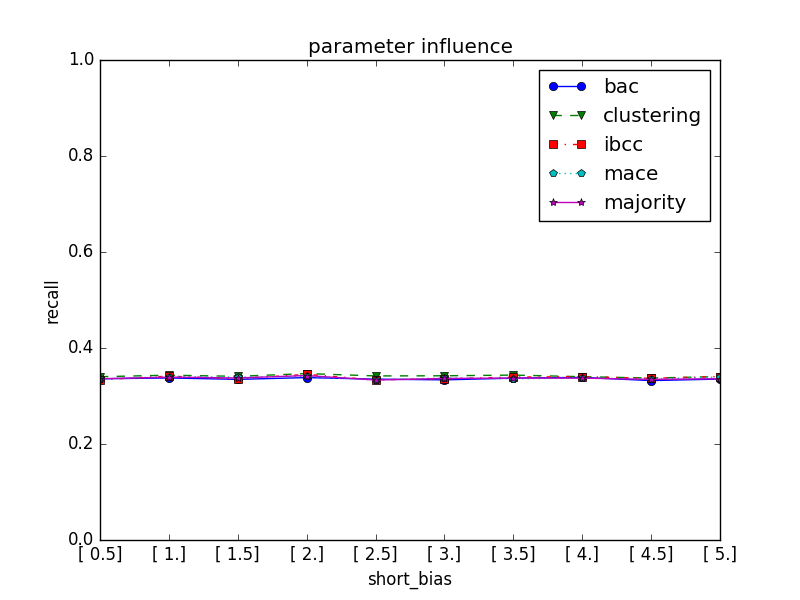 parameter influence
1.0
0.8
0.6
0.4
0.2
0.0
recall
bac
clustering
ibcc
mace
majority
[ 0.5] [ 1.] [ 1.5] [ 2.] [ 2.5] [ 3.] [ 3.5] [ 4.] [ 4.5] [ 5.]
short_bias